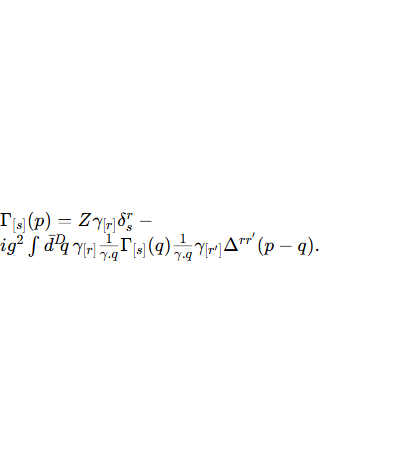 Γ_{[s]}(p) = Zγ_{[r]}δ^r_s −
ig^2 ∫ đ^D q γ_{[r]} \frac{1}{γ.q} Γ_{[s]}(q) \frac{1}{γ.q} γ_{[r′]} Δ^{rr′}(p − q).